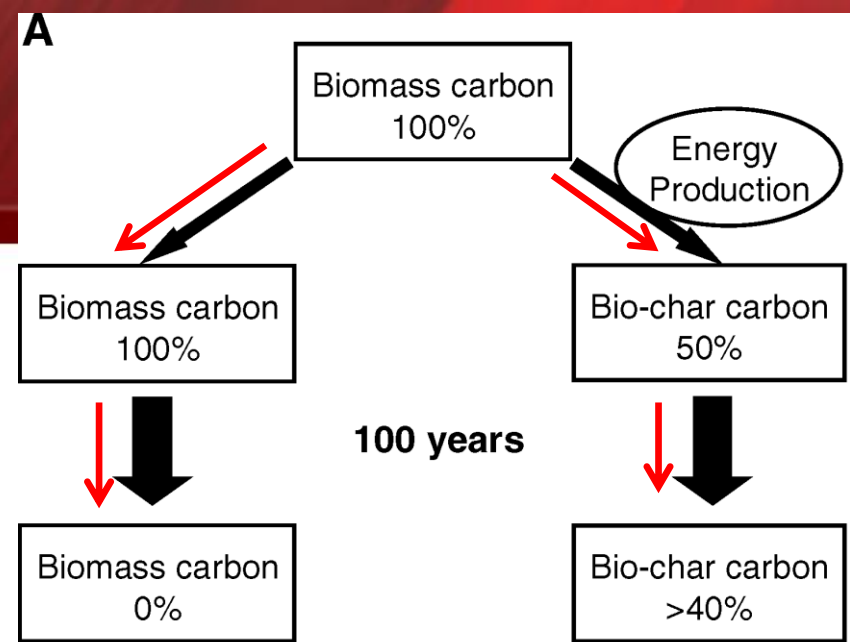 A
Biomass carbon
100%
Energy
Production
Biomass carbon
100%
Bio-char carbon
50%
100 years
Biomass carbon
0%
Bio-char carbon
>40%